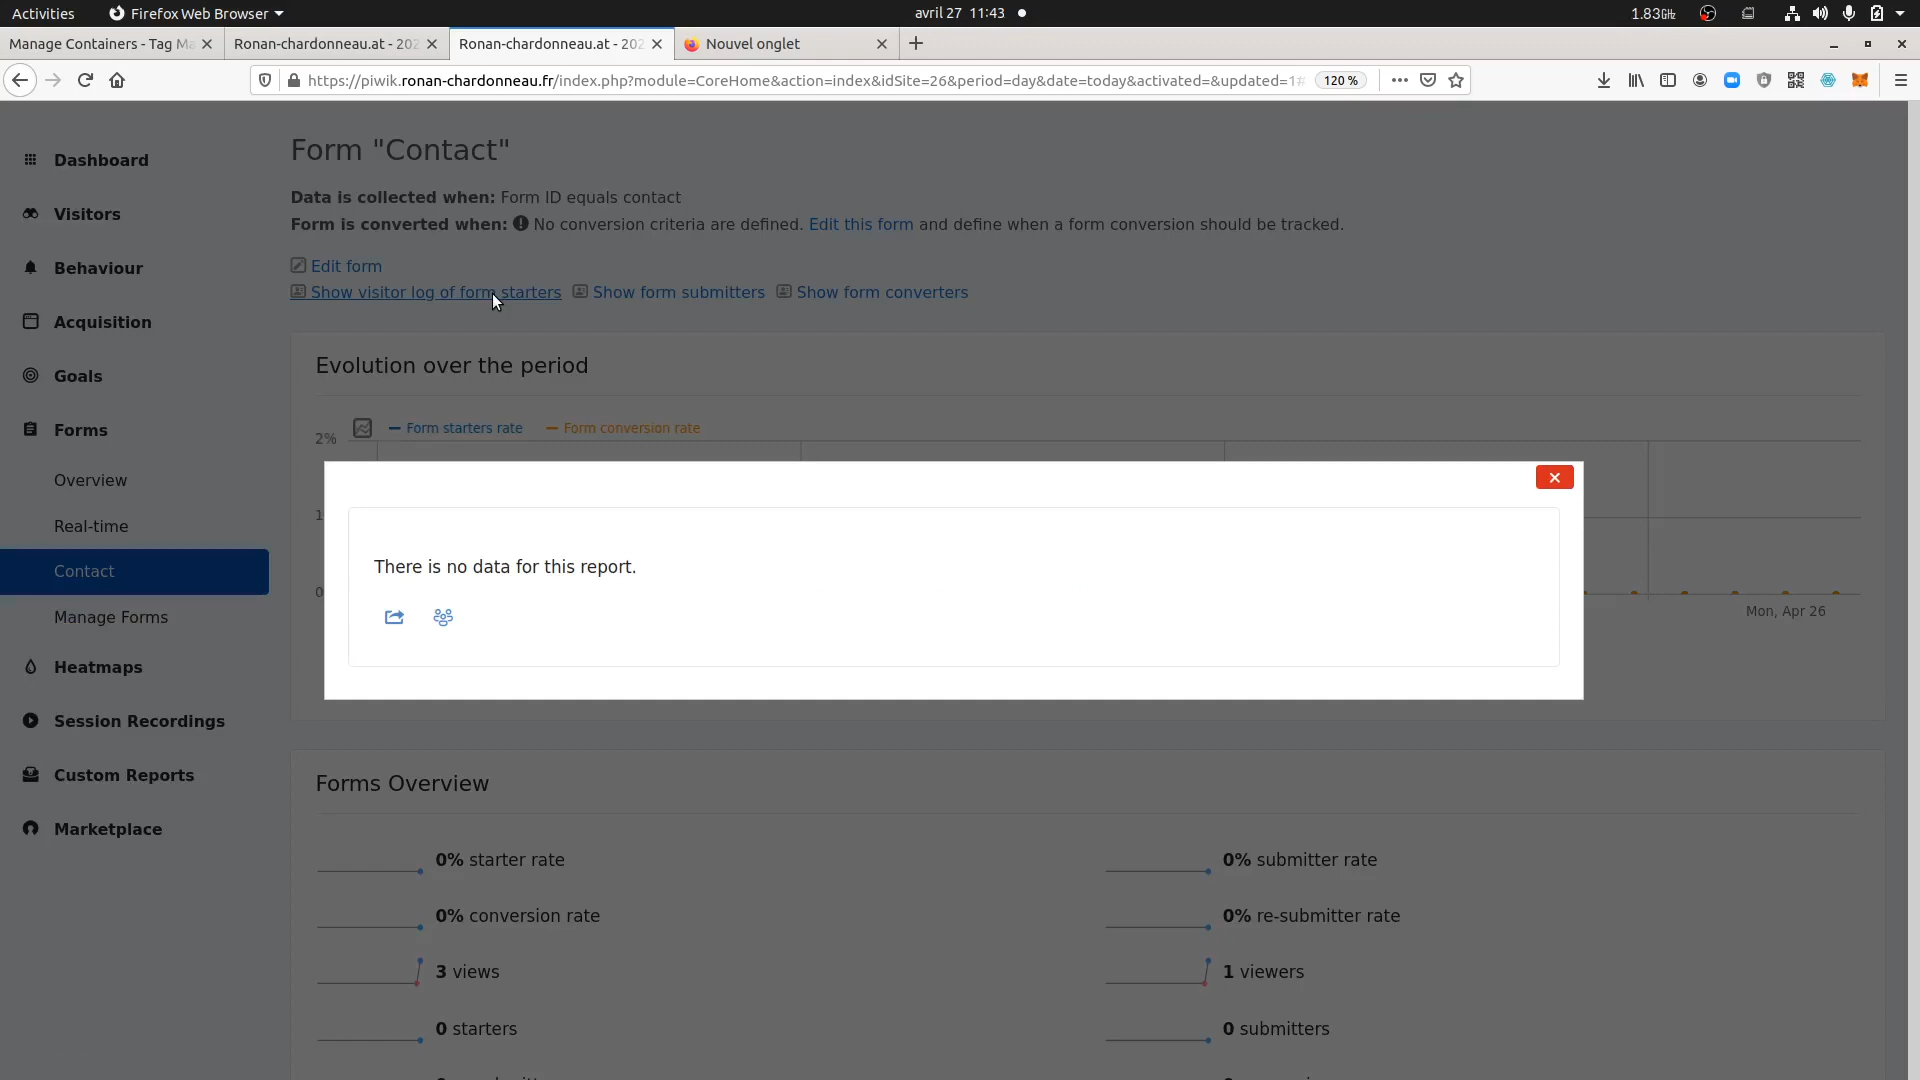 Activities Firefox Web Browser avril 27 11:43 1.83GHz
Manage Containers - Tag Ma Ronan-chardonneau.at - 202 Ronan-chardonneau.at - 202 Nouvel onglet
https://piwik.ronan-chardonneau.fr/index.php?module=CoreHome&action=index&idSite=26&period=day&date=today&activated=&updated=1# 120 %
Form "Contact"
Dashboard
Data is collected when: Form ID equals contact
Visitors
Form is converted when: No conversion criteria are defined. Edit this form and define when a form conversion should be tracked.
Behaviour
Edit form
Show visitor log of form starters Show form submitters Show form converters
Acquisition
Evolution over the period
Goals
Forms
Form starters rate Form conversion rate
2%
Overview
1
Real-time
There is no data for this report.
Contact
0
Mon, Apr 26
Manage Forms
Heatmaps
Session Recordings
Custom Reports
Forms Overview
Marketplace
0% starter rate 0% submitter rate
0% conversion rate 0% re-submitter rate
3 views 1 viewers
0 starters 0 submitters